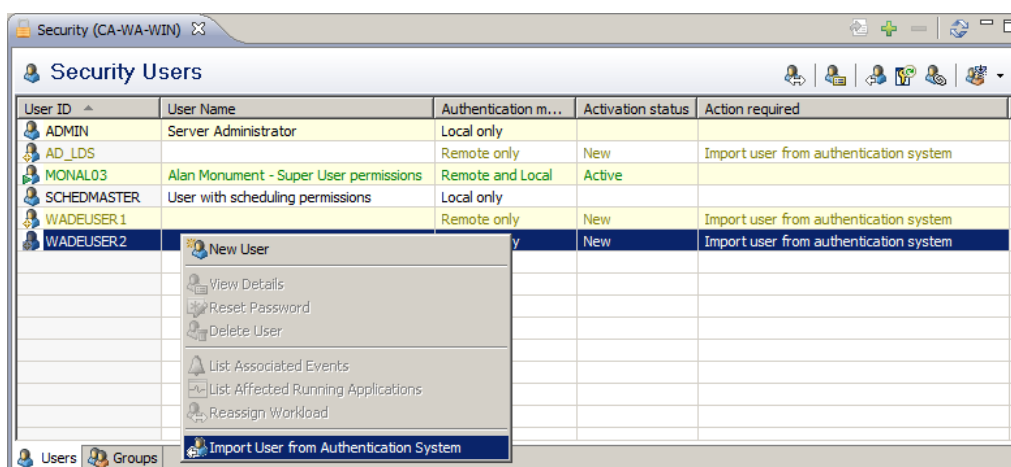 Security (CA-WA-WIN)
Security Users
User ID User Name Authentication m... Activation status Action required
ADMIN Server Administrator Local only
AD_LDS Remote only New Import user from authentication system
MONAL03 Alan Monument - Super User permissions Remote and Local Active
SCHEDMASTER User with scheduling permissions Local only
WADEUSER1 Remote only New Import user from authentication system
WADEUSER2 y New Import user from authentication system
New User
View Details
Reset Password
Delete User
List Associated Events
List Affected Running Applications
Reassign Workload
Import User from Authentication System
Users Groups